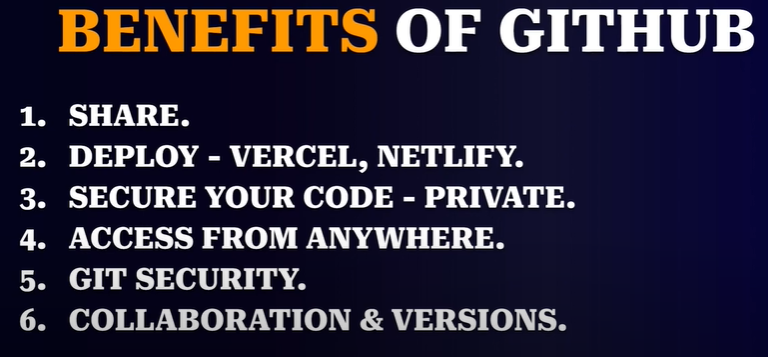 BENEFITS OF GITHUB
1. SHARE.
2. DEPLOY - VERCEL, NETLIFY.
3. SECURE YOUR CODE - PRIVATE.
4. ACCESS FROM ANYWHERE.
5. GIT SECURITY.
6. COLLABORATION & VERSIONS.